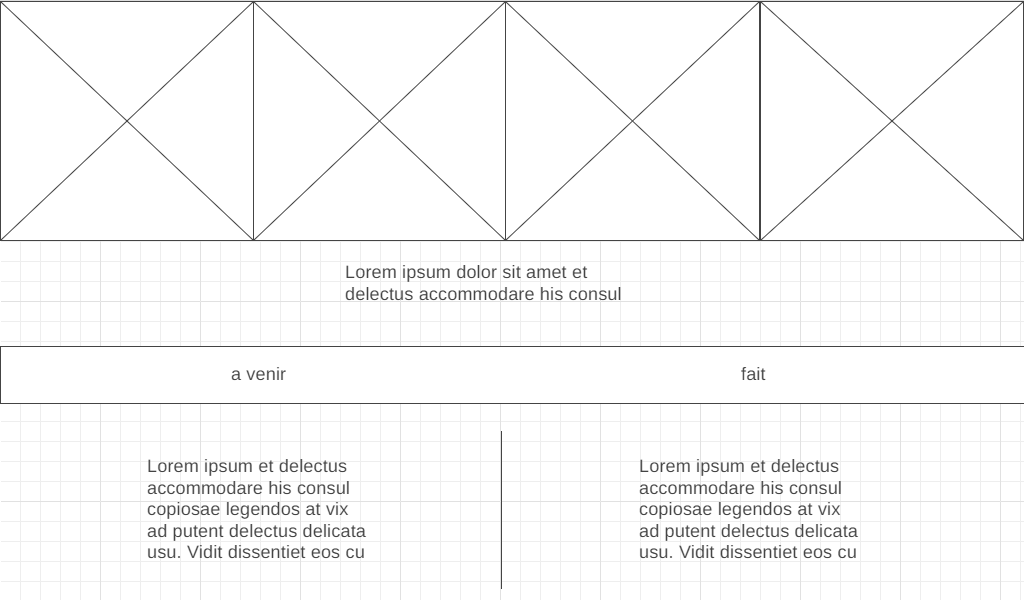 Lorem ipsum dolor sit amet et
delectus accommodare his consul
a venir
fait
Lorem ipsum et delectus
accommodare his consul
copiosae legendos at vix
ad putent delectus delicata
usu. Vidit dissentiet eos cu
Lorem ipsum et delectus
accommodare his consul
copiosae legendos at vix
ad putent delectus delicata
usu. Vidit dissentiet eos cu